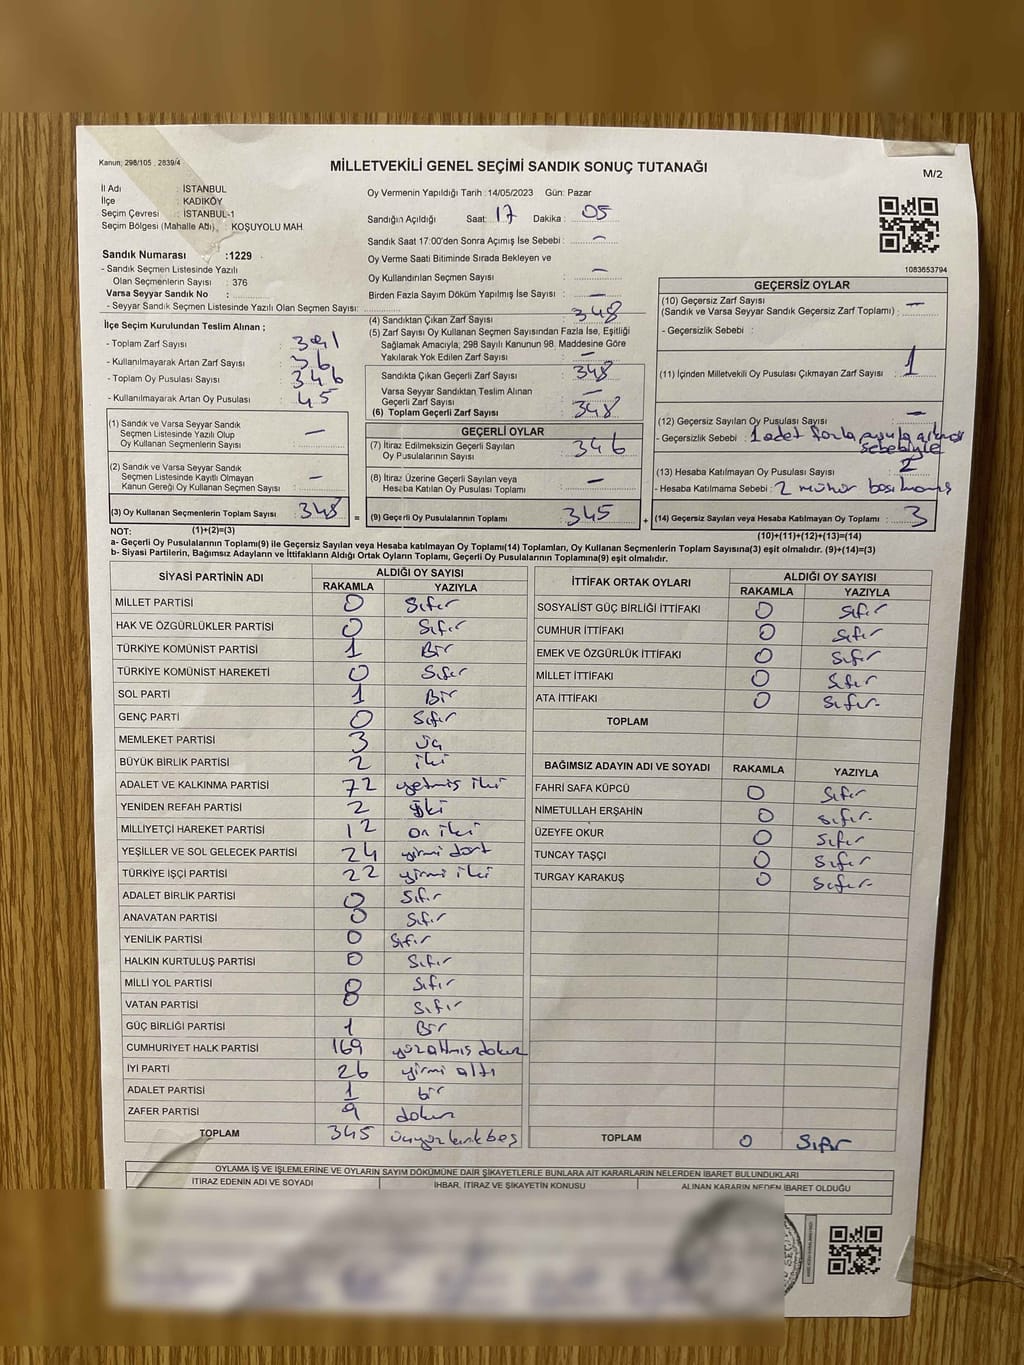 Kanun: 298/105 , 2839/4
MİLLETVEKİLİ GENEL SEÇİMİ SANDIK SONUÇ TUTANAĞI
M/2
İl Adı : İSTANBUL
İlçe : KADIKÖY
Seçim Çevresi : İSTANBUL-1
Seçim Bölgesi (Mahalle Adı) : KOŞUYOLU MAH.
Sandık Numarası :1229
- Sandık Seçmen Listesinde Yazılı
Olan Seçmenlerin Sayısı : 376
Varsa Seyyar Sandık No :
- Seyyar Sandık Seçmen Listesinde Yazılı Olan Seçmen Sayısı:
Oy Vermenin Yapıldığı Tarih :14/05/2023 Gün: Pazar
Sandığın Açıldığı Saat: 17 Dakika : 05
Sandık Saat 17:00'den Sonra Açımış İse Sebebi : –
Oy Verme Saati Bitiminde Sırada Bekleyen ve
Oy Kullandırılan Seçmen Sayısı : –
Birden Fazla Sayım Döküm Yapılmış İse Sayısı : –
1083653794
İlçe Seçim Kurulundan Teslim Alınan ;
- Toplam Zarf Sayısı :
- Kullanılmayarak Artan Zarf Sayısı : 36
- Toplam Oy Pusulası Sayısı : 346
- Kullanılmayarak Artan Oy Pusulası : 45
(4) Sandıktan Çıkan Zarf Sayısı : 348
(5) Zarf Sayısı Oy Kullanan Seçmen Sayısından Fazla İse, Eşitliği
Sağlamak Amacıyla; 298 Sayılı Kanunun 98. Maddesine Göre
Yakılarak Yok Edilen Zarf Sayısı : –
Sandıkta Çıkan Geçerli Zarf Sayısı : 348
Varsa Seyyar Sandıktan Teslim Alınan
Geçerli Zarf Sayısı : –
(6) Toplam Geçerli Zarf Sayısı : 348
GEÇERSİZ OYLAR
(10) Geçersiz Zarf Sayısı
(Sandık ve Varsa Seyyar Sandık Geçersiz Zarf Toplamı) : –
- Geçersizlik Sebebi :
(11) İçinden Milletvekili Oy Pusulası Çıkmayan Zarf Sayısı : 1
(12) Geçersiz Sayılan Oy Pusulası Sayısı : –
- Geçersizlik Sebebi : 1 adet fazla pusula
sebebiyle
(13) Hesaba Katılmayan Oy Pusulası Sayısı : 2
- Hesaba Katılmama Sebebi : 2 mühür basılmamış
(14) Geçersiz Sayılan veya Hesaba Katılmayan Oy Toplamı : 3
(10)+(11)+(12)+(13)=(14)
(1) Sandık ve Varsa Seyyar Sandık
Seçmen Listesinde Yazılı Olup
Oy Kullanan Seçmenlerin Sayısı : –
(2) Sandık ve Varsa Seyyar Sandık
Seçmen Listesinde Kayıtlı Olmayan
Kanun Gereği Oy Kullanan Seçmen Sayısı : –
(3) Oy Kullanan Seçmenlerin Toplam Sayısı : 348 =
(1)+(2)=(3)
GEÇERLİ OYLAR
(7) İtiraz Edilmeksizin Geçerli Sayılan
Oy Pusulalarının Sayısı : 346
(8) İtiraz Üzerine Geçerli Sayılan veya
Hesaba Katılan Oy Pusulası Toplamı : –
(9) Geçerli Oy Pusulalarının Toplamı : 345 +
NOT:
a- Geçerli Oy Pusulalarının Toplamı(9) ile Geçersiz Sayılan veya Hesaba katılmayan Oy Toplamı(14) Toplamları, Oy Kullanan Seçmenlerin Toplam Sayısına(3) eşit olmalıdır. (9)+(14)=(3)
b- Siyasi Partilerin, Bağımsız Adayların ve İttifakların Aldığı Ortak Oyların Toplamı, Geçerli Oy Pusulalarının Toplamına(9) eşit olmalıdır.
SİYASİ PARTİNİN ADI ALDIĞI OY SAYISI
RAKAMLA YAZIYLA
MİLLET PARTİSİ 0 Sıfır
HAK VE ÖZGÜRLÜKLER PARTİSİ 0 Sıfır
TÜRKİYE KOMÜNİST PARTİSİ 1 Bir
TÜRKİYE KOMÜNİST HAREKETİ 0 Sıfır
SOL PARTİ 1 Bir
GENÇ PARTİ 0 Sıfır
MEMLEKET PARTİSİ 3 üç
BÜYÜK BİRLİK PARTİSİ 2 iki
ADALET VE KALKINMA PARTİSİ 72 yetmiş iki
YENİDEN REFAH PARTİSİ 2 iki
MİLLİYETÇİ HAREKET PARTİSİ 12 on iki
YEŞİLLER VE SOL GELECEK PARTİSİ 24 yirmi dört
TÜRKİYE İŞÇİ PARTİSİ 22 yirmi iki
ADALET BİRLİK PARTİSİ 0 Sıfır
ANAVATAN PARTİSİ 0 Sıfır
YENİLİK PARTİSİ 0 Sıfır
HALKIN KURTULUŞ PARTİSİ 0 Sıfır
MİLLİ YOL PARTİSİ 0 Sıfır
VATAN PARTİSİ 0 Sıfır
GÜÇ BİRLİĞİ PARTİSİ 1 Bir
CUMHURİYET HALK PARTİSİ 169 yüzaltmış dokuz
İYİ PARTİ 26 yirmi altı
ADALET PARTİSİ 1 bir
ZAFER PARTİSİ 9 dokuz
TOPLAM 345 üçyüzkırkbeş
İTTİFAK ORTAK OYLARI ALDIĞI OY SAYISI
RAKAMLA YAZIYLA
SOSYALİST GÜÇ BİRLİĞİ İTTİFAKI 0 Sıfır
CUMHUR İTTİFAKI 0 Sıfır
EMEK VE ÖZGÜRLÜK İTTİFAKI 0 Sıfır
MİLLET İTTİFAKI 0 Sıfır
ATA İTTİFAKI 0 Sıfır
TOPLAM
BAĞIMSIZ ADAYIN ADI VE SOYADI RAKAMLA YAZIYLA
FAHRİ SAFA KÜPCÜ 0 Sıfır
NİMETULLAH ERŞAHİN 0 Sıfır
ÜZEYFE OKUR 0 Sıfır
TUNCAY TAŞÇI 0 Sıfır
TURGAY KARAKUŞ 0 Sıfır
TOPLAM 0 Sıfır
OYLAMA İŞ VE İŞLEMLERİNE VE OYLARIN SAYIM DÖKÜMÜNE DAİR ŞİKAYETLERLE BUNLARA AİT KARARLARIN NELERDEN İBARET BULUNDUKLARI
İTİRAZ EDENİN ADI VE SOYADI İHBAR, İTİRAZ VE ŞİKAYETİN KONUSU ALINAN KARARIN NEDEN İBARET OLDUĞU